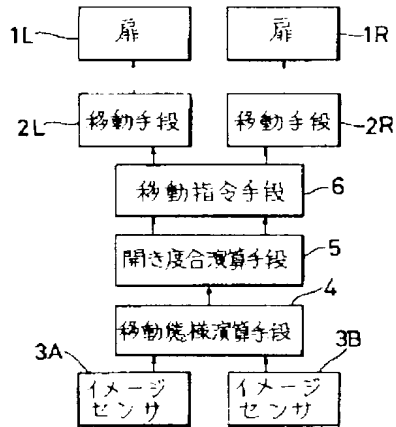 1L
扉
扉
1R
2L
移動手段
移動手段
2R
移動指令手段
6
開き度合演算手段
5
4
移動態様演算手段
3A
3B
イメージ
センサ
イメージ
センサ